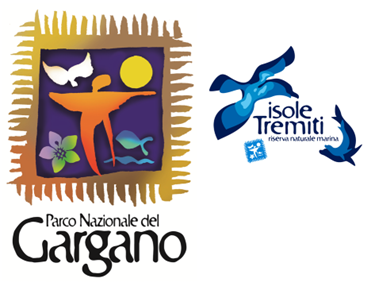 Parco Nazionale del
Gargano
isole
Tremiti
riserva naturale marina